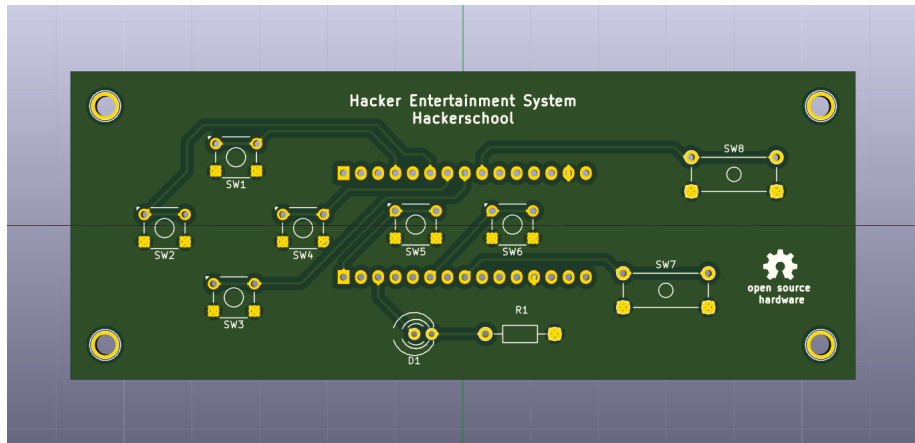 Hacker Entertainment System
Hackerschool
SW1
SW8
SW2
SW4
SW5
SW6
SW7
open source
hardware
SW3
R1
D1